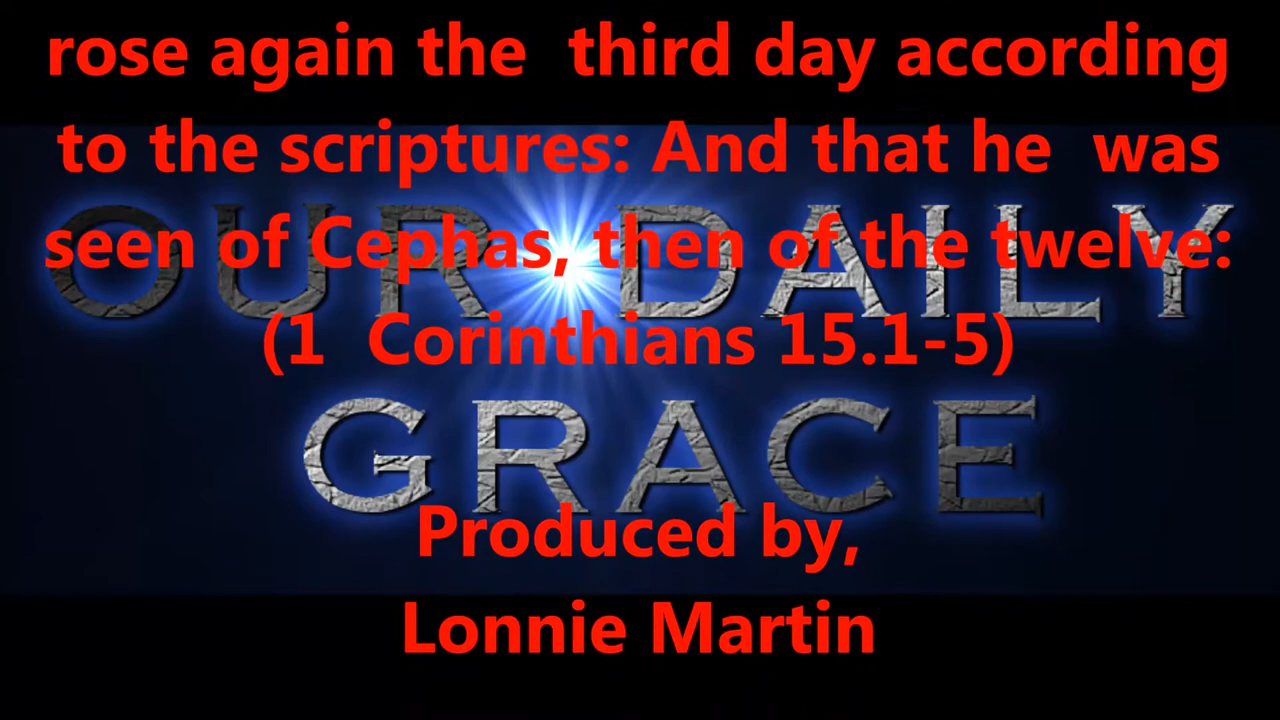 rose again the  third day according
to the scriptures: And that he  was
OUR DAILY
seen of Cephas, then of the twelve:
(1  Corinthians 15.1-5)
GRACE
Produced by,
Lonnie Martin